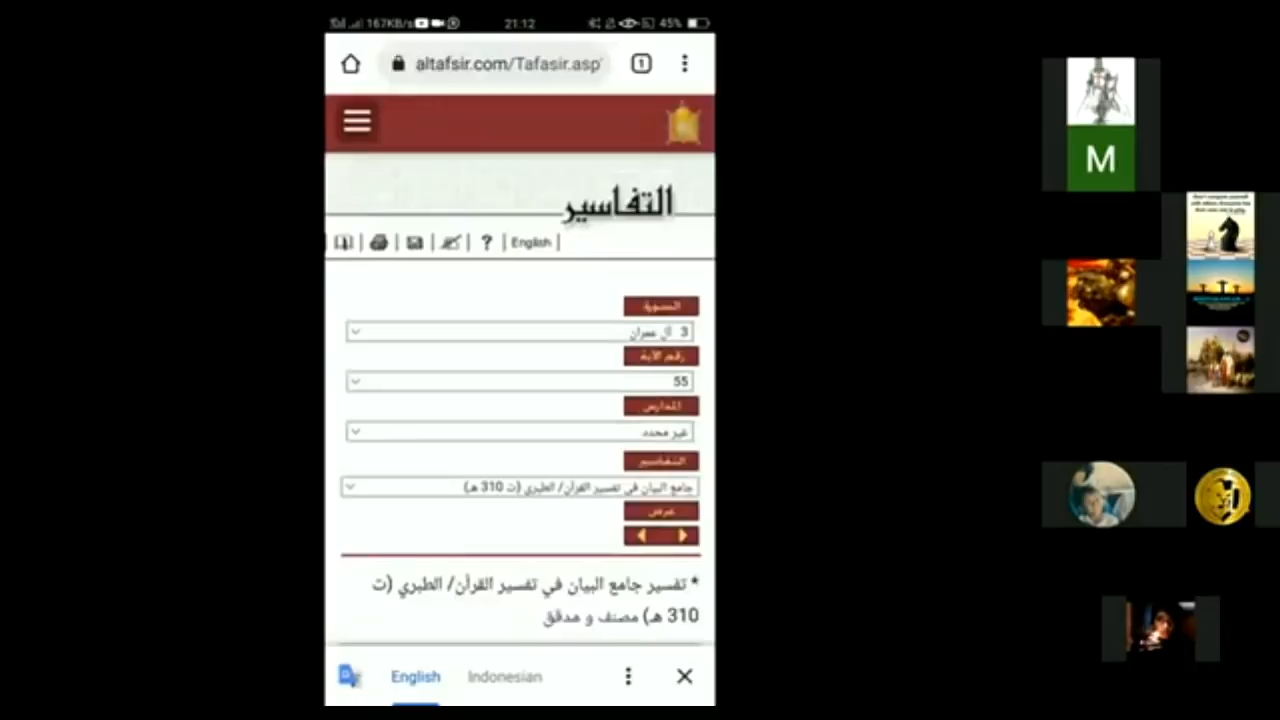 167KB/s
21:12
45%
altafsir.com/Tafasir.asp
1
التفاسير
? English
السورة
3 آل عمران
رقم الآية
55
المدارس
غير محدد
التفاسير
جامع البيان في تفسير القرآن/ الطبري (ت 310 هـ)
عرض
* تفسير جامع البيان في تفسير القرآن/ الطبري (ت
310 هـ) مصنف و مدقق
English Indonesian
M